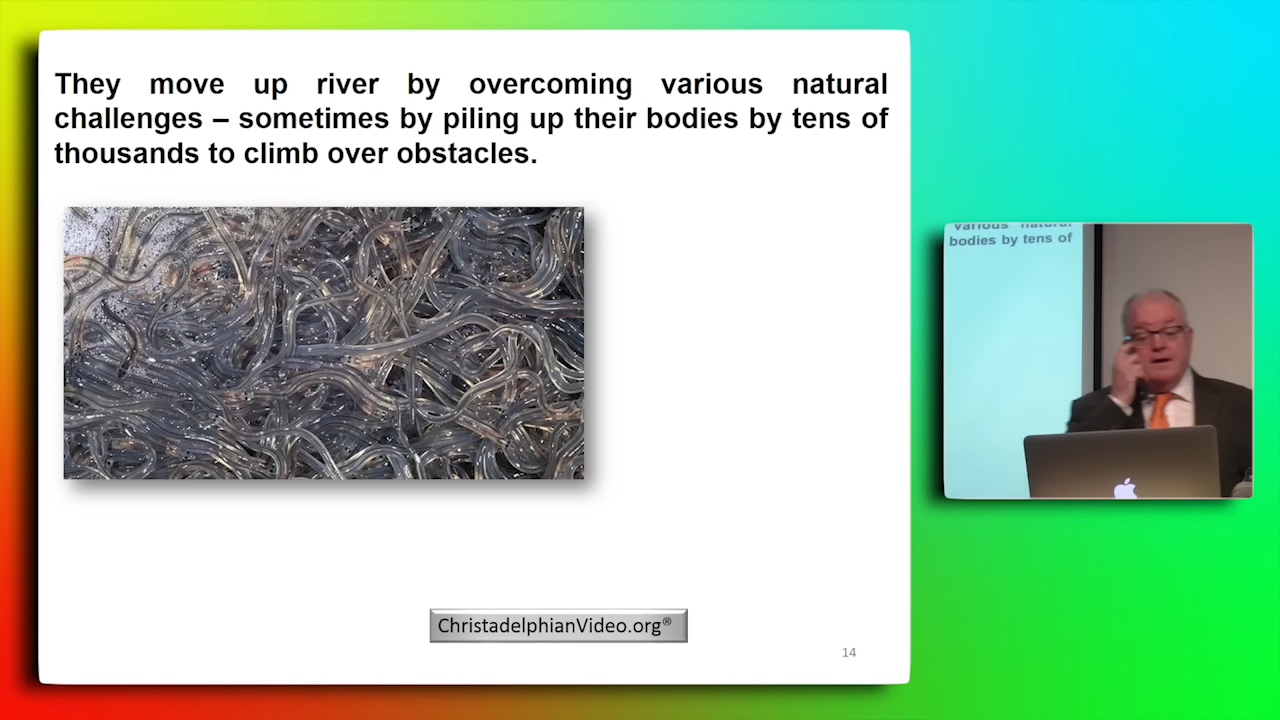 They move up river by overcoming various natural
challenges – sometimes by piling up their bodies by tens of
thousands to climb over obstacles.
various natural
bodies by tens of
ChristadelphianVideo.org®
14